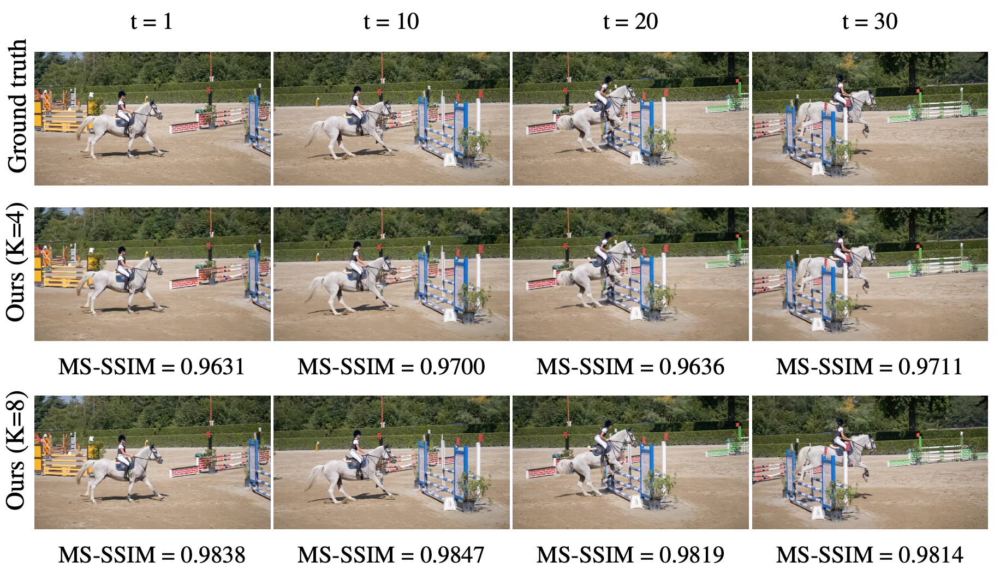 t = 1
t = 10
t = 20
t = 30
Ground truth
Ours (K=4)
MS-SSIM = 0.9631
MS-SSIM = 0.9700
MS-SSIM = 0.9636
MS-SSIM = 0.9711
Ours (K=8)
MS-SSIM = 0.9838
MS-SSIM = 0.9847
MS-SSIM = 0.9819
MS-SSIM = 0.9814